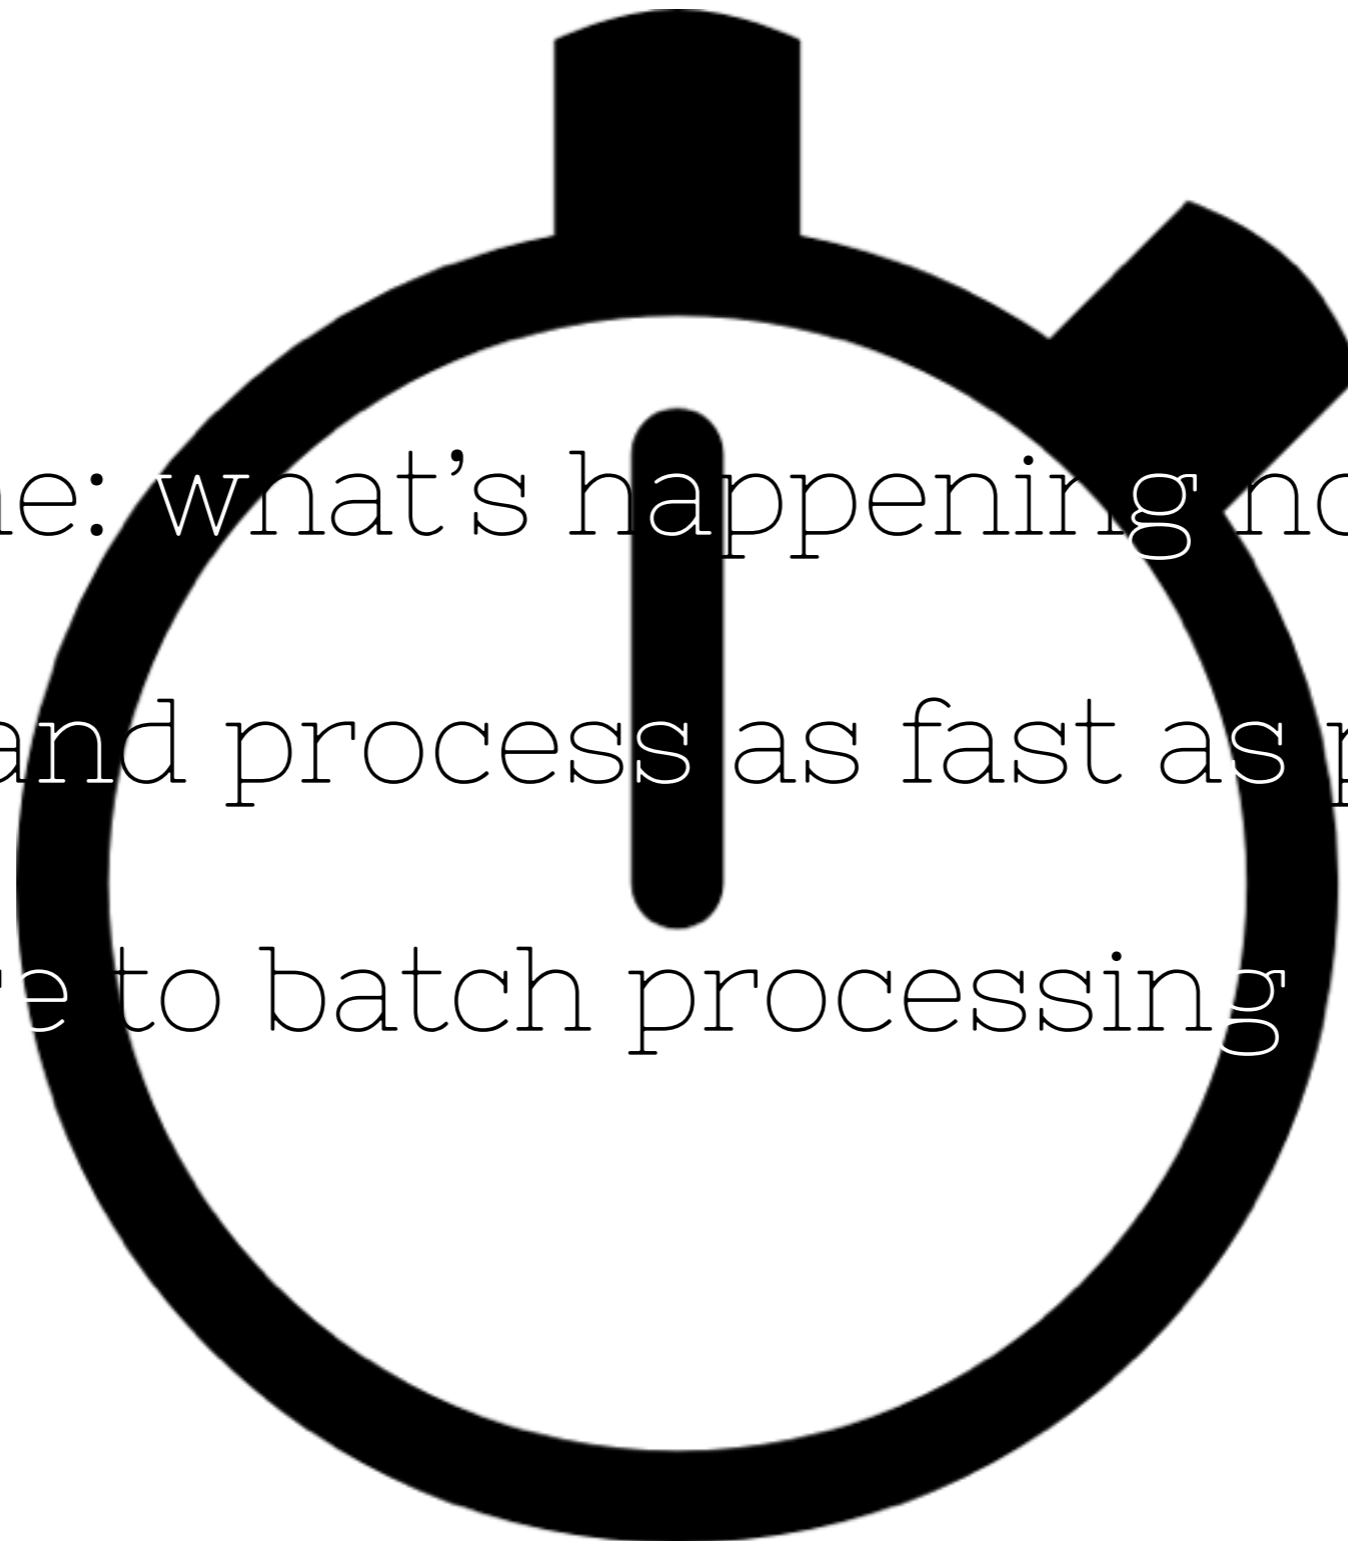 e: what's happening
and process as fast as
to batch processing